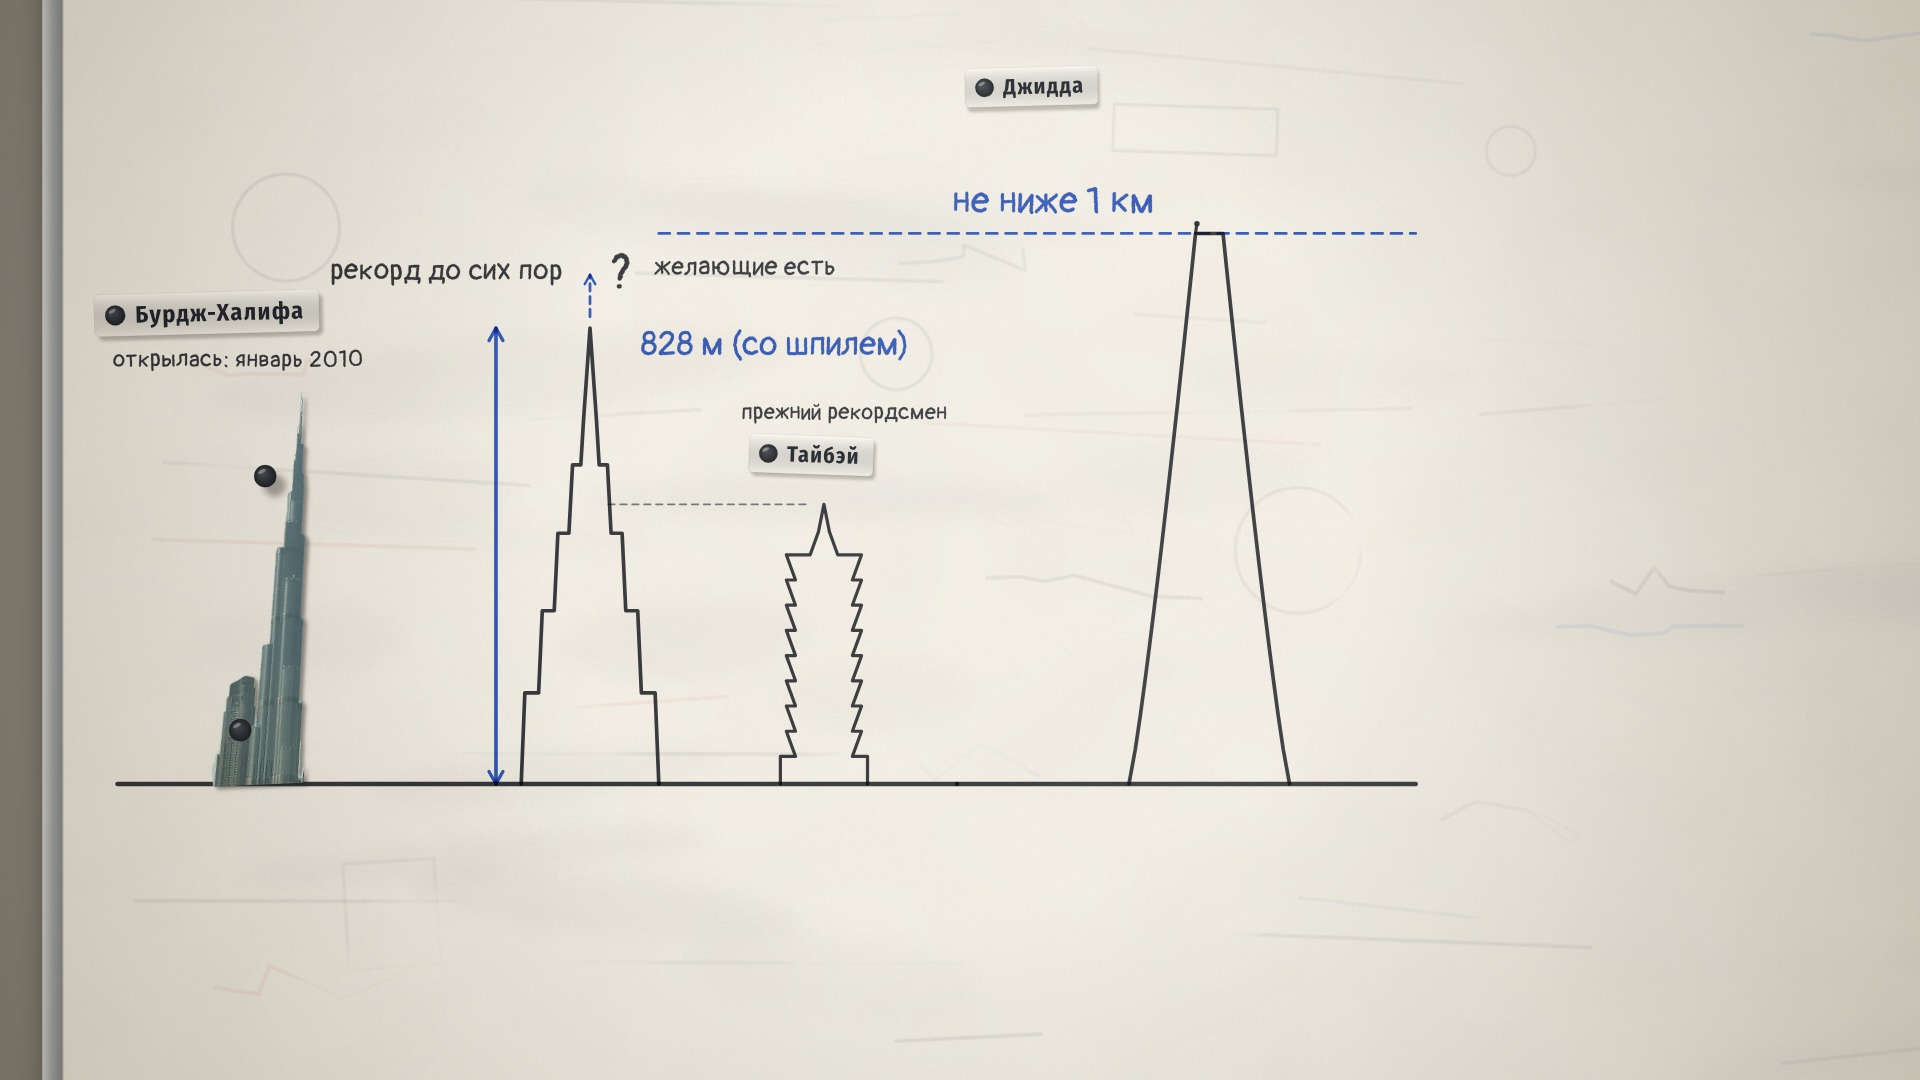 Джидда
не ниже 1 км
рекорд до сих пор
?
желающие есть
Бурдж-Халифа
828 м (со шпилем)
открылась: январь 2010
прежний рекордсмен
Тайбэй